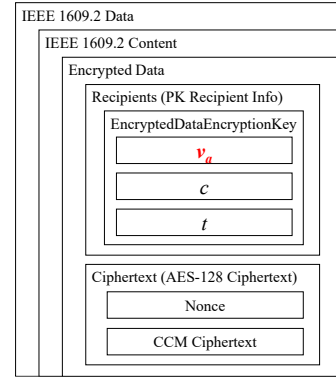 IEEE 1609.2 Data
IEEE 1609.2 Content
Encrypted Data
Recipients (PK Recipient Info)
EncryptedDataEncryptionKey
vₐ
c
t
Ciphertext (AES-128 Ciphertext)
Nonce
CCM Ciphertext